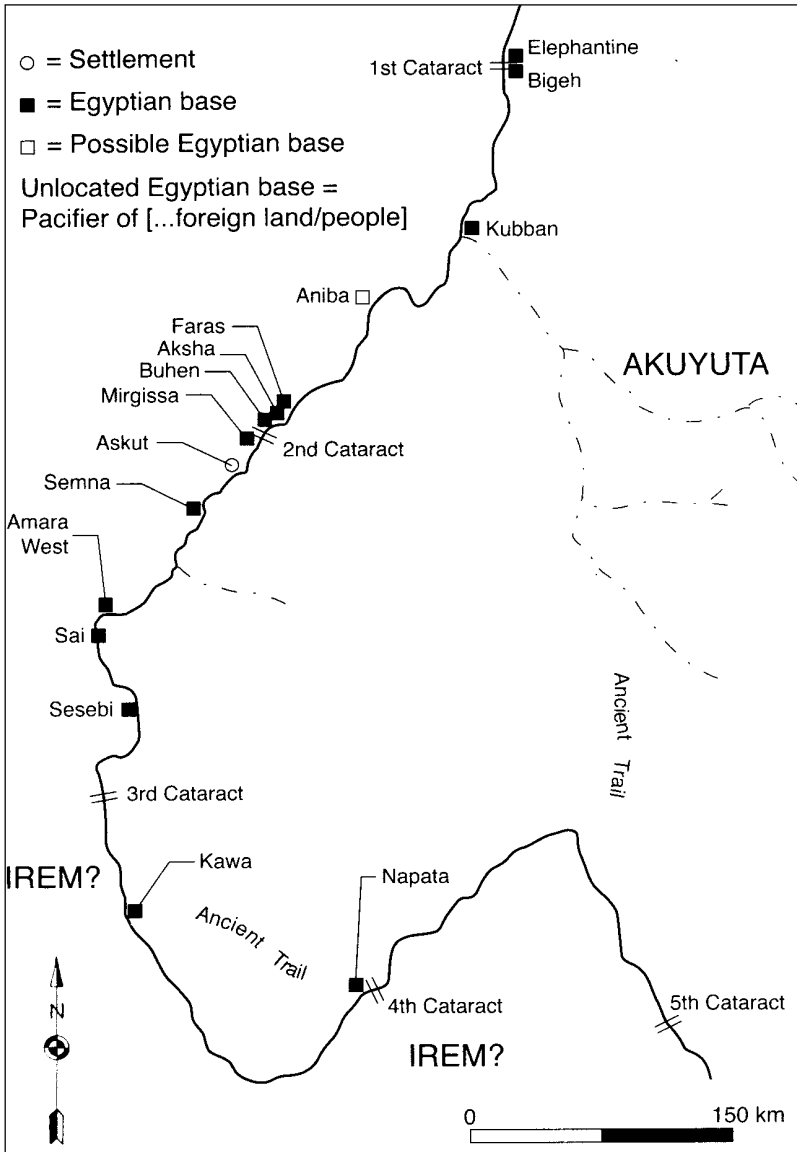 ○ = Settlement
■ = Egyptian base
□ = Possible Egyptian base
Unlocated Egyptian base =
Pacifier of [...foreign land/people]
Elephantine
1st Cataract
Bigeh
Kubban
Aniba
Faras
Aksha
Buhen
Mirgissa
Askut
2nd Cataract
Semna
Amara
West
Sai
Sesebi
3rd Cataract
AKUYUTA
Ancient Trail
IREM?
Kawa
Ancient Trail
Napata
4th Cataract
5th Cataract
IREM?
N
0 150 km